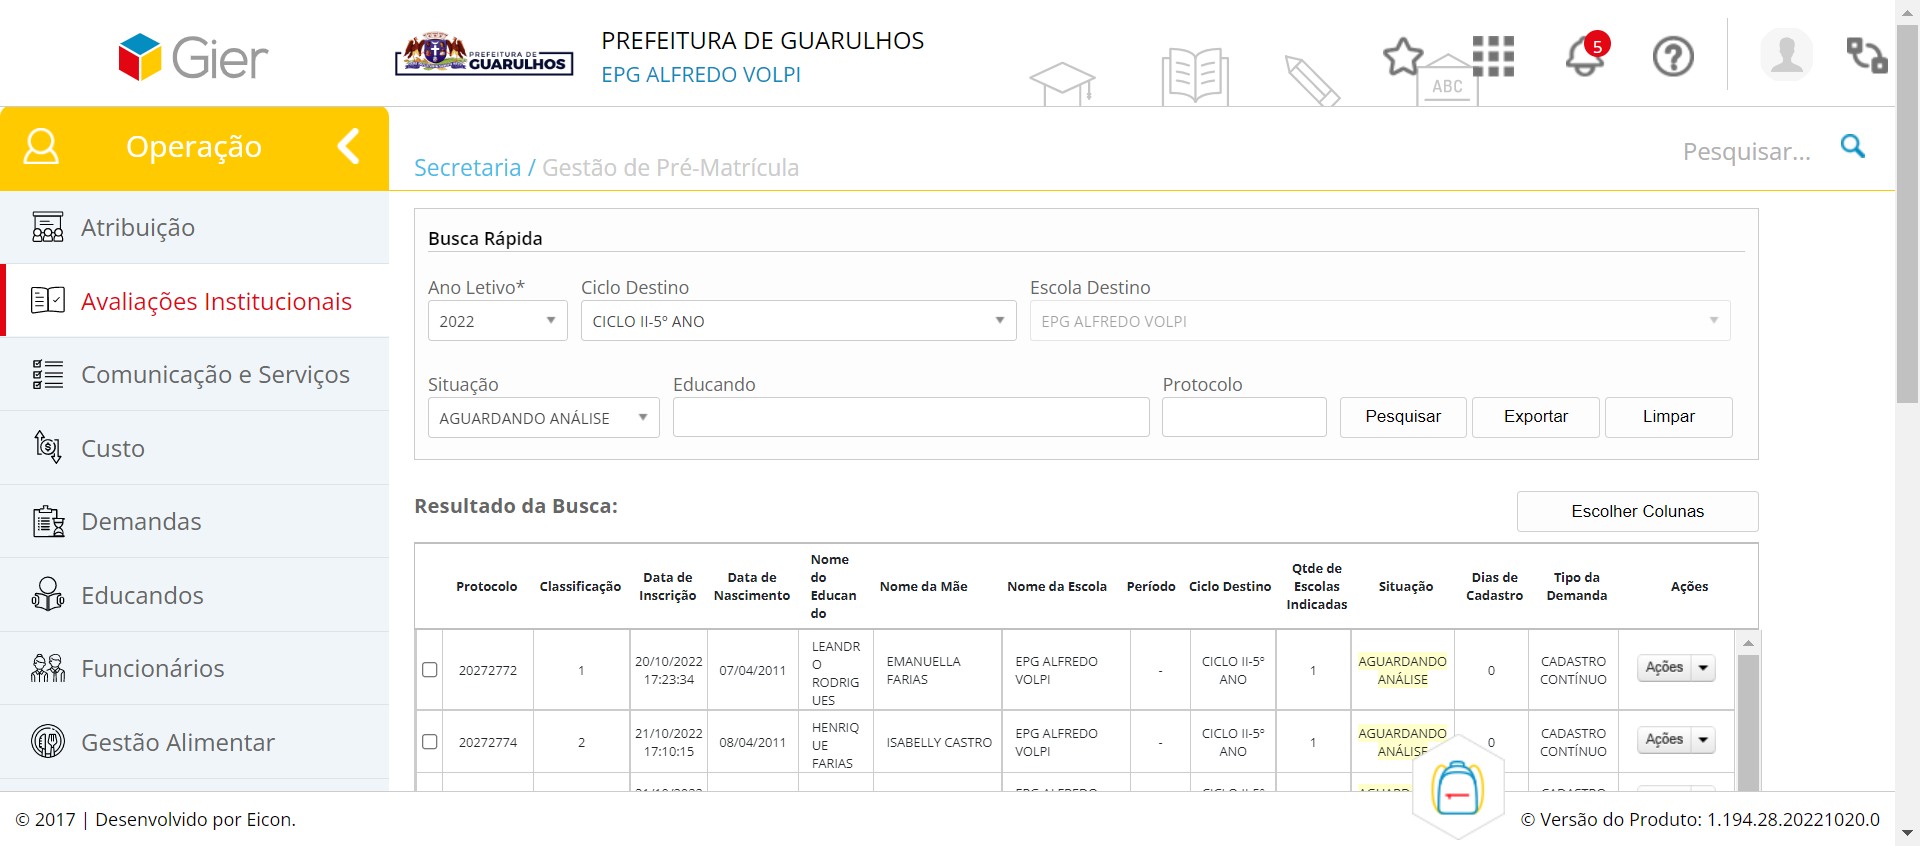 Gier
PREFEITURA DE
GUARULHOS
PREFEITURA DE GUARULHOS
EPG ALFREDO VOLPI
ABC
5
Operação
Secretaria / Gestão de Pré-Matrícula
Pesquisar...
Atribuição
Avaliações Institucionais
Comunicação e Serviços
Custo
Demandas
Educandos
Funcionários
Gestão Alimentar
Busca Rápida
Ano Letivo* Ciclo Destino Escola Destino
2022 CICLO II-5º ANO EPG ALFREDO VOLPI
Situação Educando Protocolo
AGUARDANDO ANÁLISE Pesquisar Exportar Limpar
Resultado da Busca:
Escolher Colunas
Protocolo
Classificação
Data de
Inscrição
Data de
Nascimento
Nome
do
Educan
do
Nome da Mãe
Nome da Escola
Período
Ciclo Destino
Qtde de
Escolas
Indicadas
Situação
Dias de
Cadastro
Tipo da
Demanda
Ações
20272772
1
20/10/2022
17:23:34
07/04/2011
LEANDR
O
RODRIG
UES
EMANUELLA
FARIAS
EPG ALFREDO
VOLPI
-
CICLO II-5º
ANO
1
AGUARDANDO
ANÁLISE
0
CADASTRO
CONTÍNUO
Ações
20272774
2
21/10/2022
17:10:15
08/04/2011
HENRIQ
UE
FARIAS
ISABELLY CASTRO
EPG ALFREDO
VOLPI
-
CICLO II-5º
ANO
1
AGUARDANDO
ANÁLISE
0
CADASTRO
CONTÍNUO
Ações
© 2017 | Desenvolvido por Eicon.
© Versão do Produto: 1.194.28.20221020.0